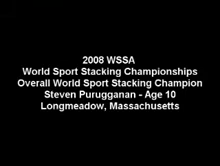 2008 WSSA
World Sport Stacking Championships
Overall World Sport Stacking Champion
Steven Purugganan - Age 10
Longmeadow, Massachusetts